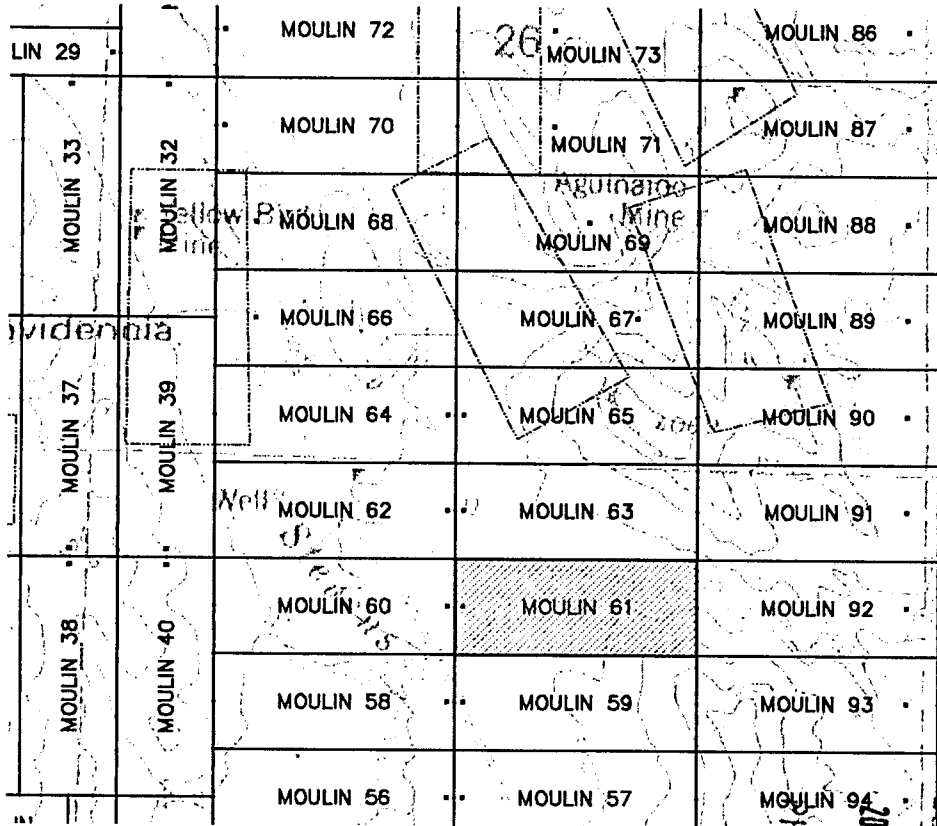 MOULIN 72
26
MOULIN 73
MOULIN 86
LIN 29
MOULIN 33
MOULIN 32
MOULIN 70
MOULIN 71
MOULIN 87
Mine
MOULIN 68
MOULIN 69
MOULIN 88
MOULIN 66
MOULIN 67
MOULIN 89
MOULIN 37
MOULIN 39
MOULIN 64
MOULIN 65
MOULIN 90
Well
MOULIN 62
MOULIN 63
MOULIN 91
MOULIN 38
MOULIN 40
MOULIN 60
MOULIN 61
MOULIN 92
MOULIN 58
MOULIN 59
MOULIN 93
MOULIN 56
MOULIN 57
MOULIN 94